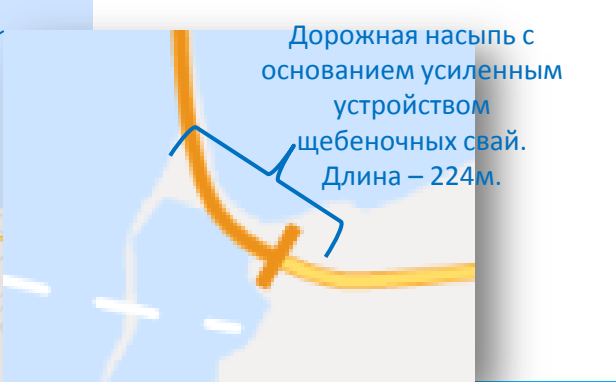 Дорожная насыпь с
основанием усиленным
устройством
щебеночных свай.
Длина – 224м.